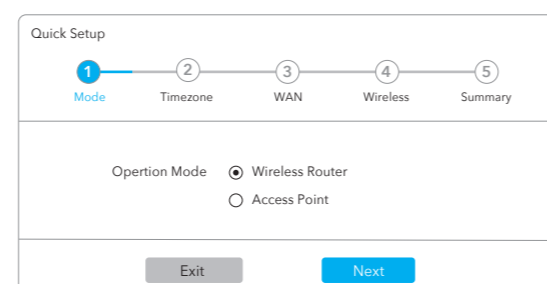 Quick Setup
1 2 3 4 5
Mode Timezone WAN Wireless Summary
Opertion Mode Wireless Router
Access Point
Exit Next